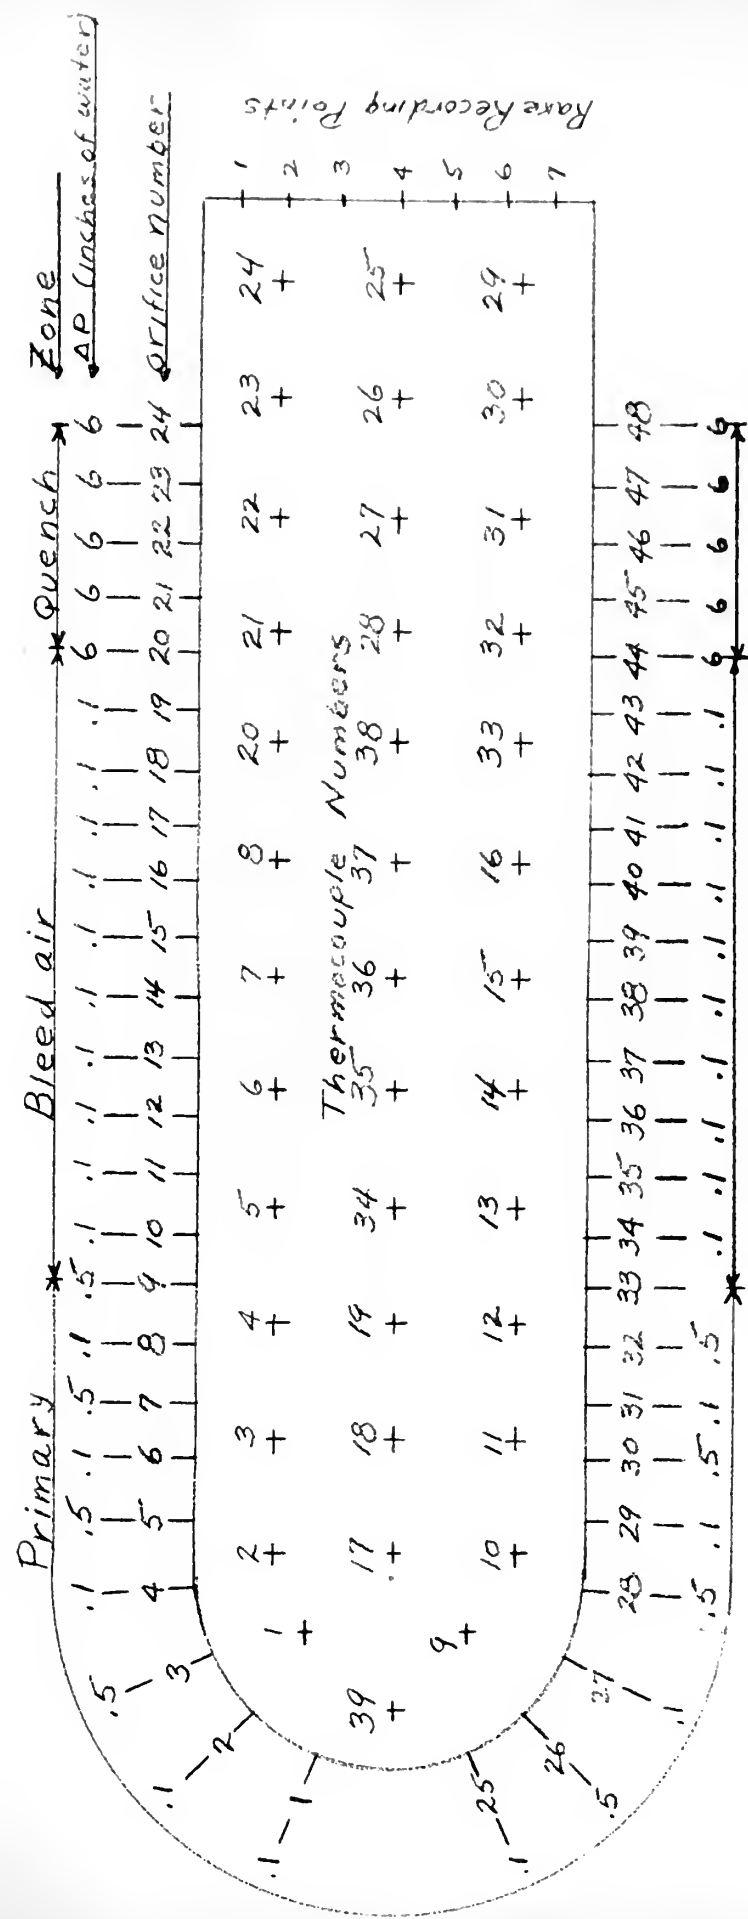 Primary Bleed air Quench Zone
.1 .1 .5 .1 .5 .1 .5 .1 .5 .1 .1 .1 .1 .1 .1 .1 .1 .1 .1 6 6 6 6 6 ΔP (inches of water)
1 2 3 4 5 6 7 8 9 10 11 12 13 14 15 16 17 18 19 20 21 22 23 24 orifice number
1 2 3 4 5 6 7 8 20 21 22 23 24
Thermocouple Numbers
39 17 18 19 34 35 36 37 38 28 27 26 25
9 10 11 12 13 14 15 16 33 32 31 30 29
1 2 3 4 5 6 7
Rake Recording Points
25 26 27 28 29 30 31 32 33 34 35 36 37 38 39 40 41 42 43 44 45 46 47 48
.1 .5 .1 .5 .1 .5 .1 .5 .1 .1 .1 .1 .1 .1 .1 .1 .1 .1 6 6 6 6 6